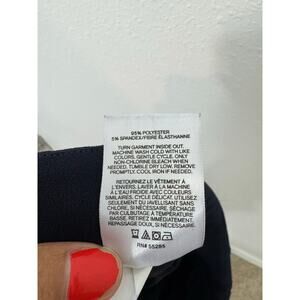 95% POLYESTER
5% SPANDEX/FIBRE ÉLASTHANNE
TURN GARMENT INSIDE OUT.
MACHINE WASH COLD WITH LIKE
COLORS, GENTLE CYCLE. ONLY
NON-CHLORINE BLEACH WHEN
NEEDED. TUMBLE DRY LOW. REMOVE
PROMPTLY. COOL IRON IF NEEDED.
RETOURNEZ LE VÊTEMENT À
L'ENVERS. LAVER À LA MACHINE
À L'EAU FROIDE AVEC COULEURS
SIMILAIRES, CYCLE DÉLICAT. UTILISEZ
SEULEMENT DU JAVELLISANT SANS
CHLORE, SI NÉCESSAIRE. SÉCHAGE
PAR CULBUTAGE À TEMPÉRATURE
BASSE. RETIREZ RAPIDEMENT.
REPASSAGE DOUX, SI NÉCESSAIRE.
RN# 55285